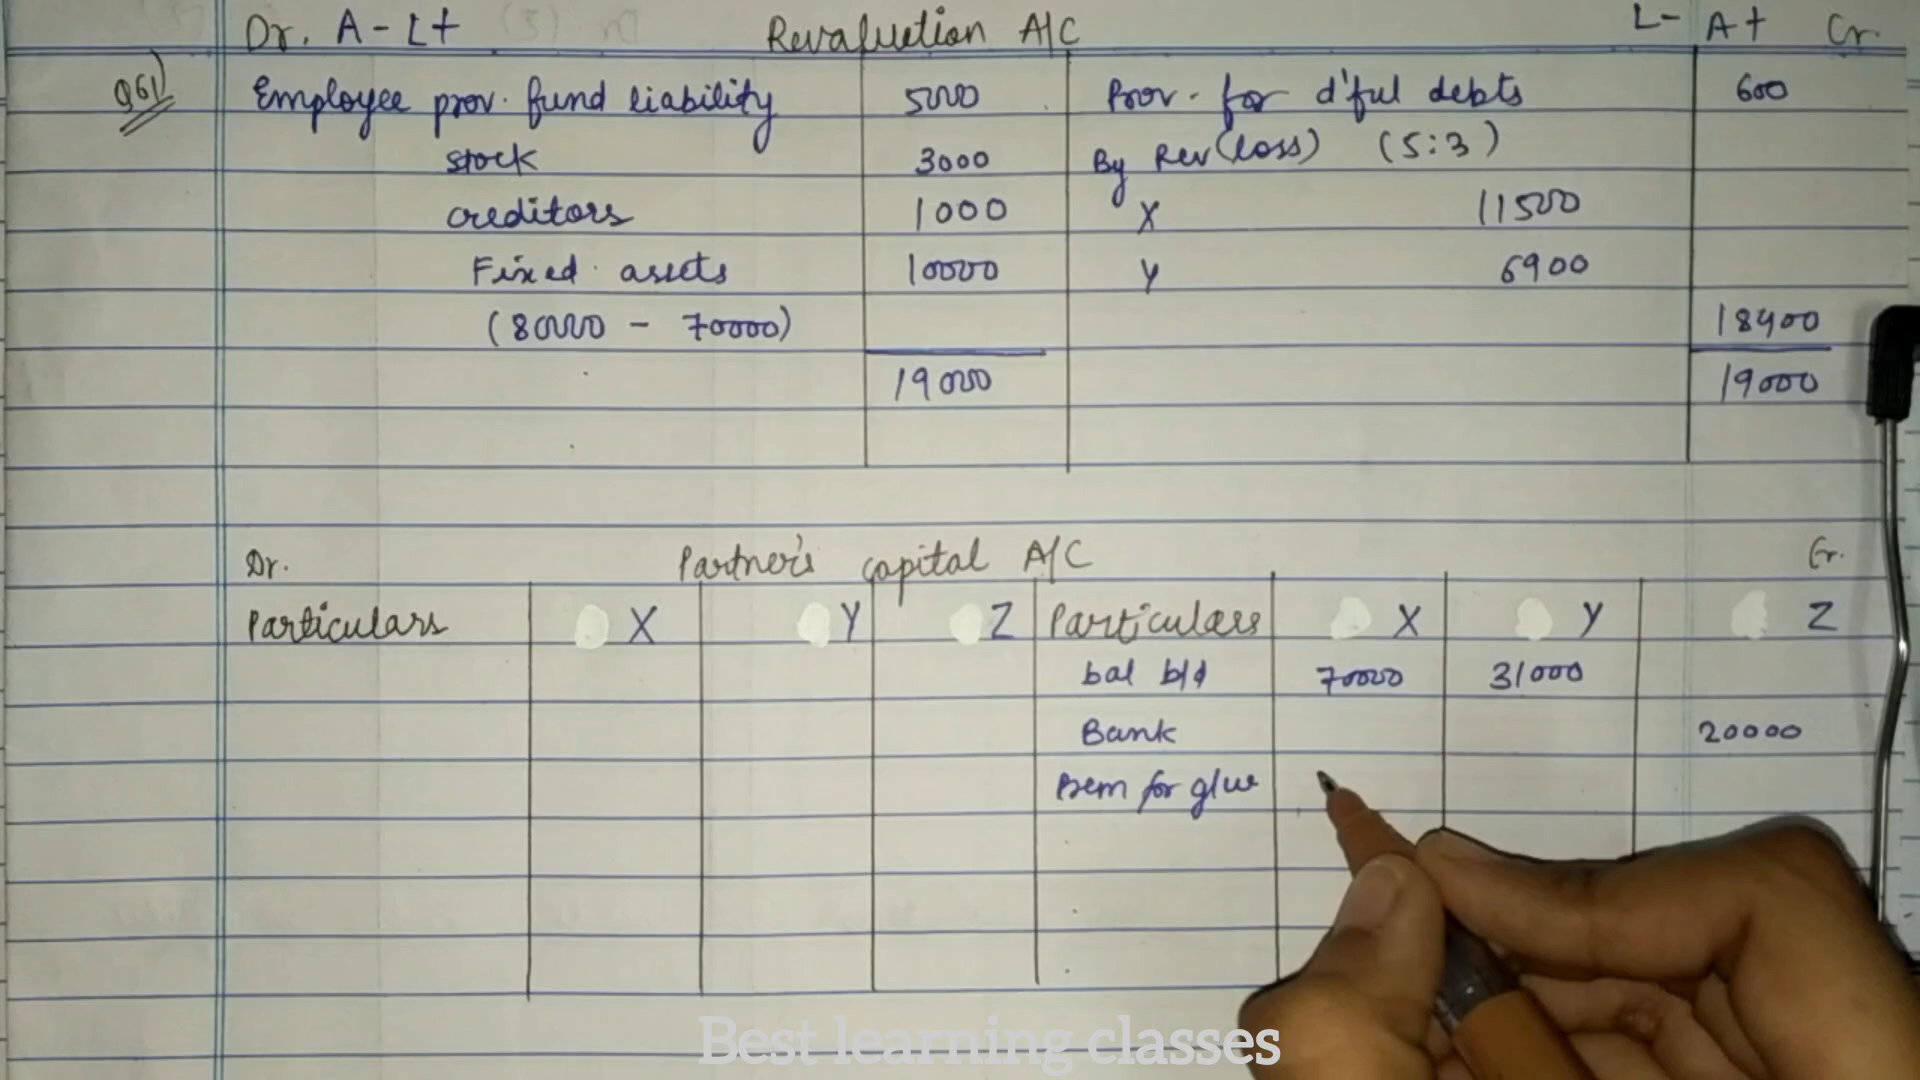 Dr. A- L+ Revaluation A/C L- A+ Cr.
Q61) Employee prov. fund liability 5000 Prov. for d'ful debts 600
stock 3000 By Rev (loss) (5:3)
creditors 1000 X 11500
Fixed assets 10000 Y 6900
(80000 - 70000) 18400
19000 19000
Dr. Partner's capital A/C Cr.
Particulars X Y Z Particulars X Y Z
bal b/d 70000 31000
Bank 20000
Prem for g/w
Best learning classes